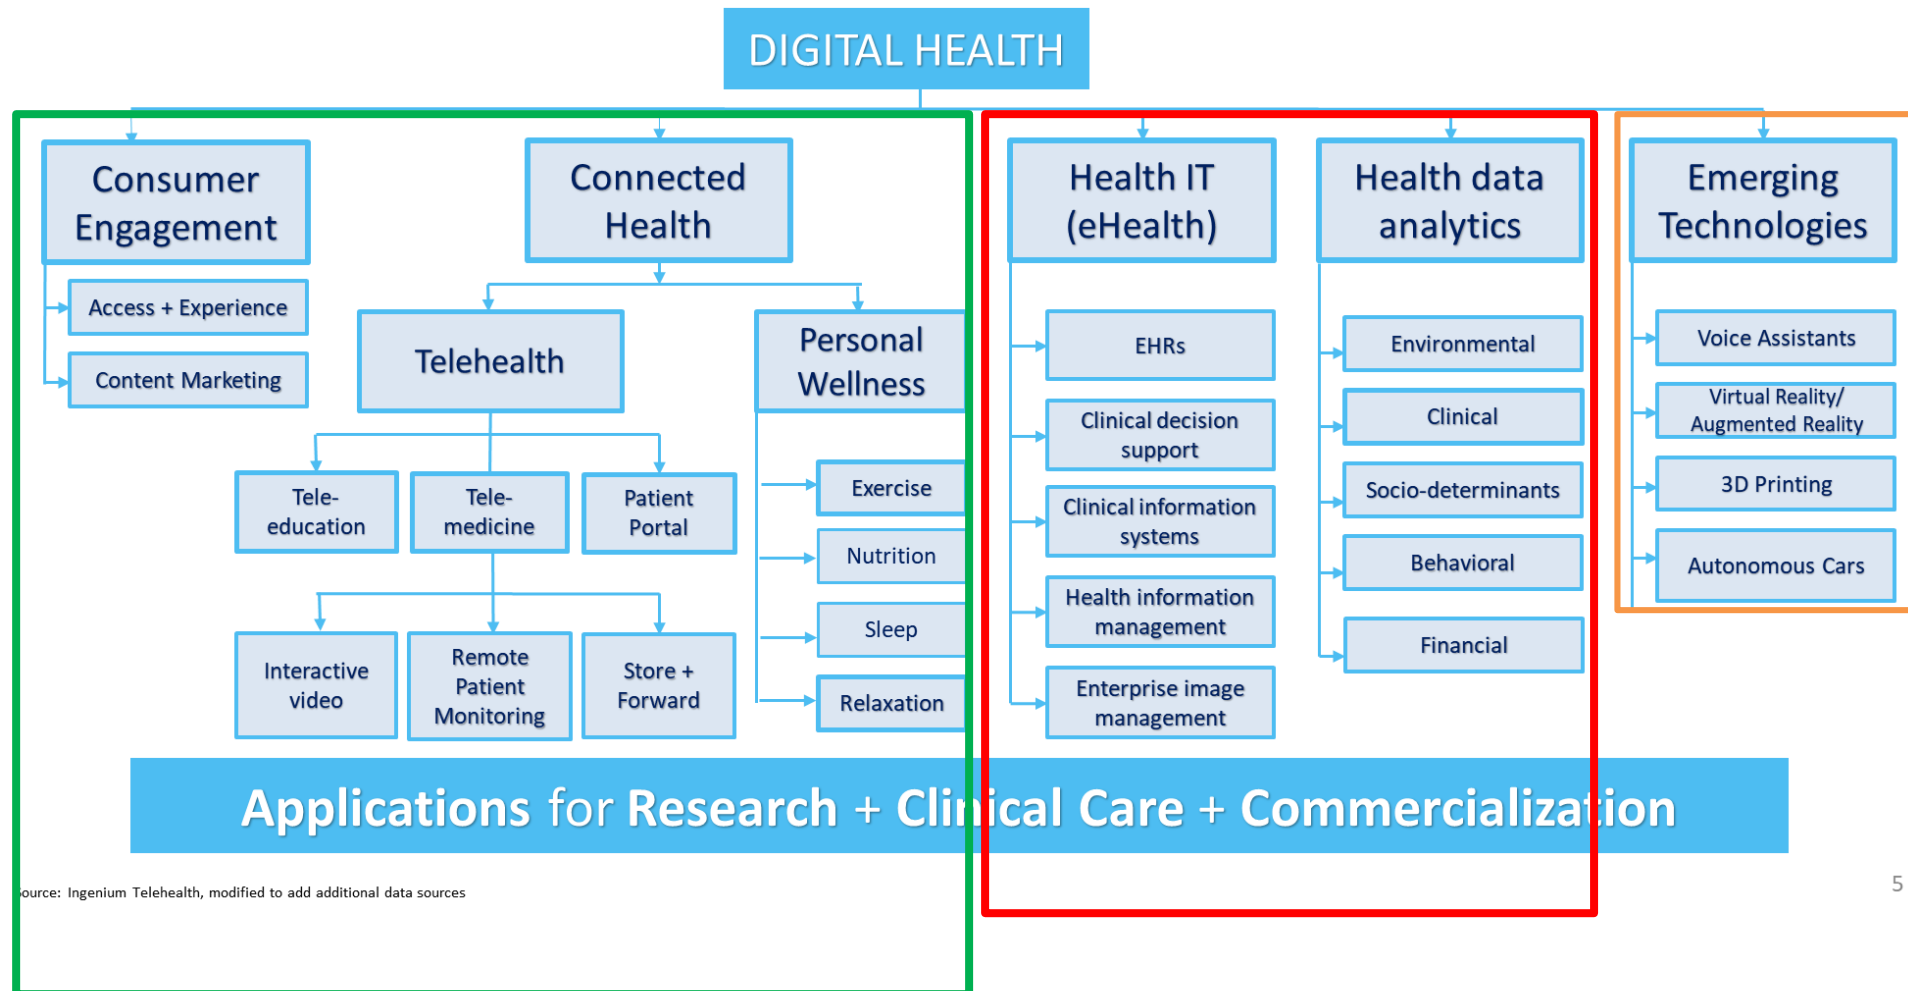 DIGITAL HEALTH
Consumer
Engagement
Access + Experience
Content Marketing
Connected
Health
Telehealth
Tele-
education
Tele-
medicine
Patient
Portal
Interactive
video
Remote
Patient
Monitoring
Store +
Forward
Personal
Wellness
Exercise
Nutrition
Sleep
Relaxation
Health IT
(eHealth)
EHRs
Clinical decision
support
Clinical information
systems
Health information
management
Enterprise image
management
Health data
analytics
Environmental
Clinical
Socio-determinants
Behavioral
Financial
Emerging
Technologies
Voice Assistants
Virtual Reality/
Augmented Reality
3D Printing
Autonomous Cars
Applications for Research + Clinical Care + Commercialization
Source: Ingenium Telehealth, modified to add additional data sources
5